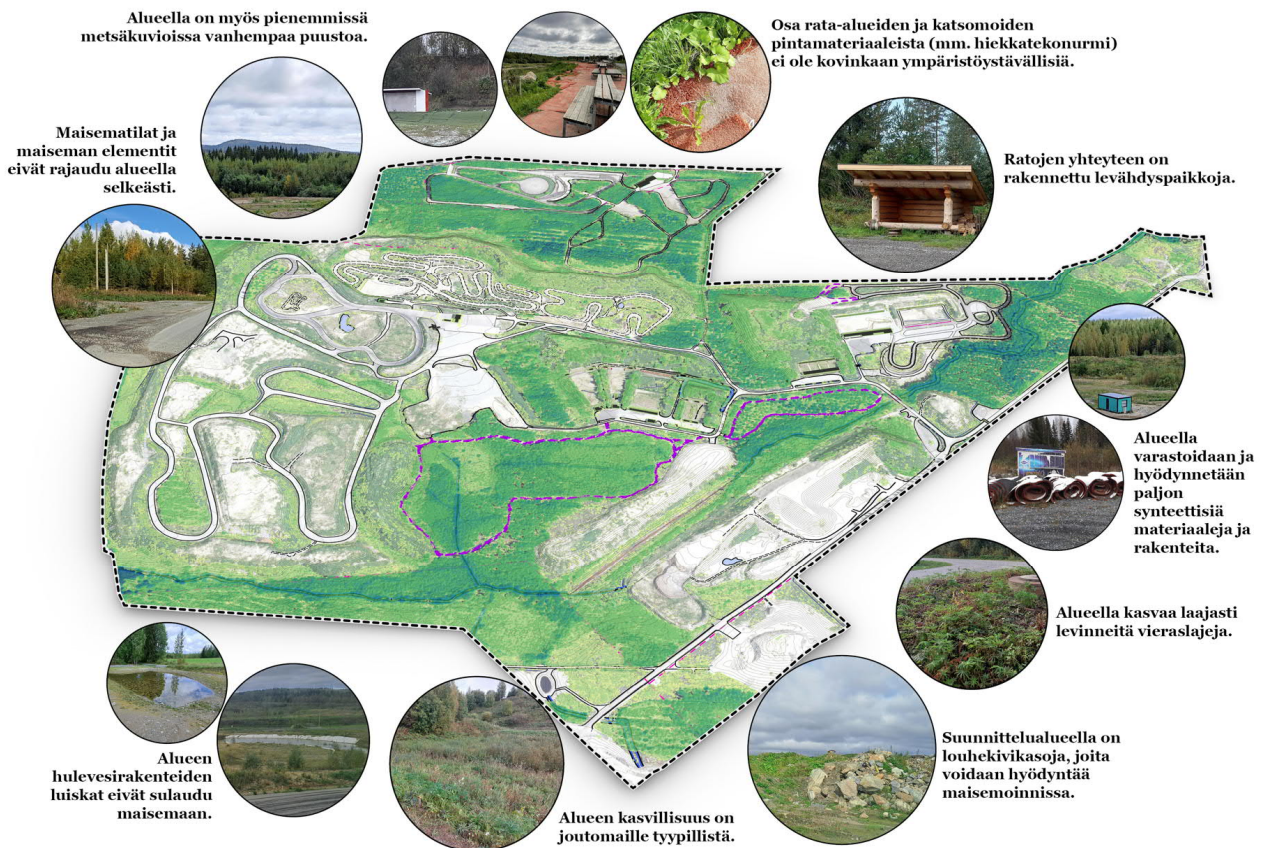 Alueella on myös pienemmissä
metsäkuvioissa vanhempaa puustoa.
Osa rata-alueiden ja katsomoiden
pintamateriaaleista (mm. hiekkatekonurmi)
ei ole kovinkaan ympäristöystävällisiä.
Maisematilat ja
maiseman elementit
eivät rajaudu alueella
selkeästi.
Ratojen yhteyteen on
rakennettu levähdyspaikkoja.
Alueella
varastoidaan ja
hyödynnetään
paljon
synteettisiä
materiaaleja ja
rakenteita.
Alueella kasvaa laajasti
levinneitä vieraslajeja.
Suunnittelualueella on
louhekivikasoja, joita
voidaan hyödyntää
maisemoinnissa.
Alueen
hulevesirakenteiden
luiskat eivät sulaudu
maisemaan.
Alueen kasvillisuus on
joutomaille tyypillistä.